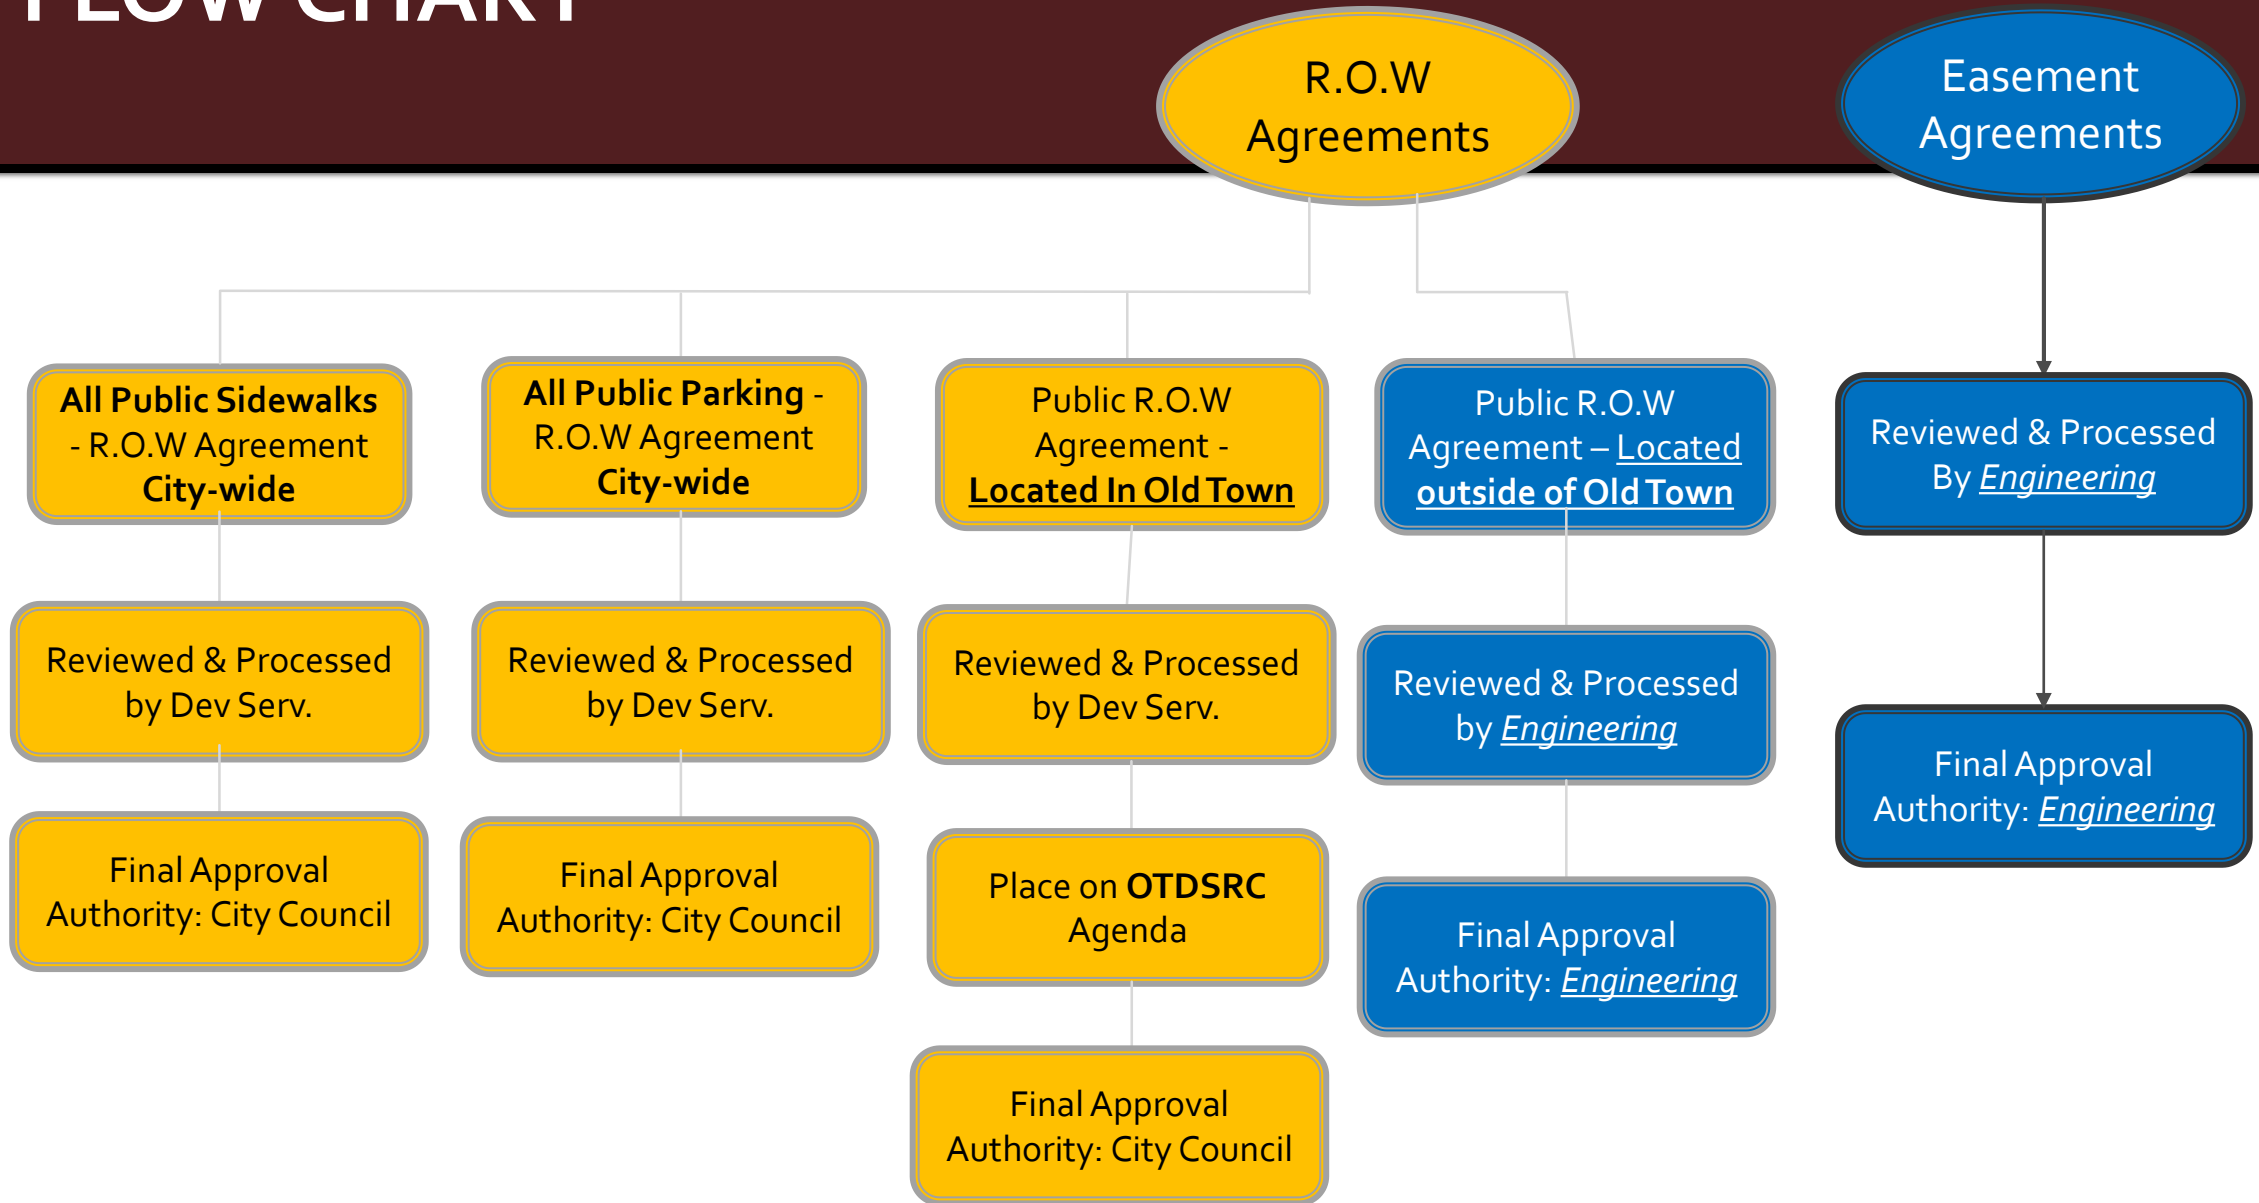 FLOW CHART
R.O.W
Agreements
Easement
Agreements
All Public Sidewalks
- R.O.W Agreement
City-wide
Reviewed & Processed
by Dev Serv.
Final Approval
Authority: City Council
All Public Parking -
R.O.W Agreement
City-wide
Reviewed & Processed
by Dev Serv.
Final Approval
Authority: City Council
Public R.O.W
Agreement -
Located In Old Town
Reviewed & Processed
by Dev Serv.
Place on OTDSRC
Agenda
Final Approval
Authority: City Council
Public R.O.W
Agreement – Located
outside of Old Town
Reviewed & Processed
by Engineering
Final Approval
Authority: Engineering
Reviewed & Processed
By Engineering
Final Approval
Authority: Engineering